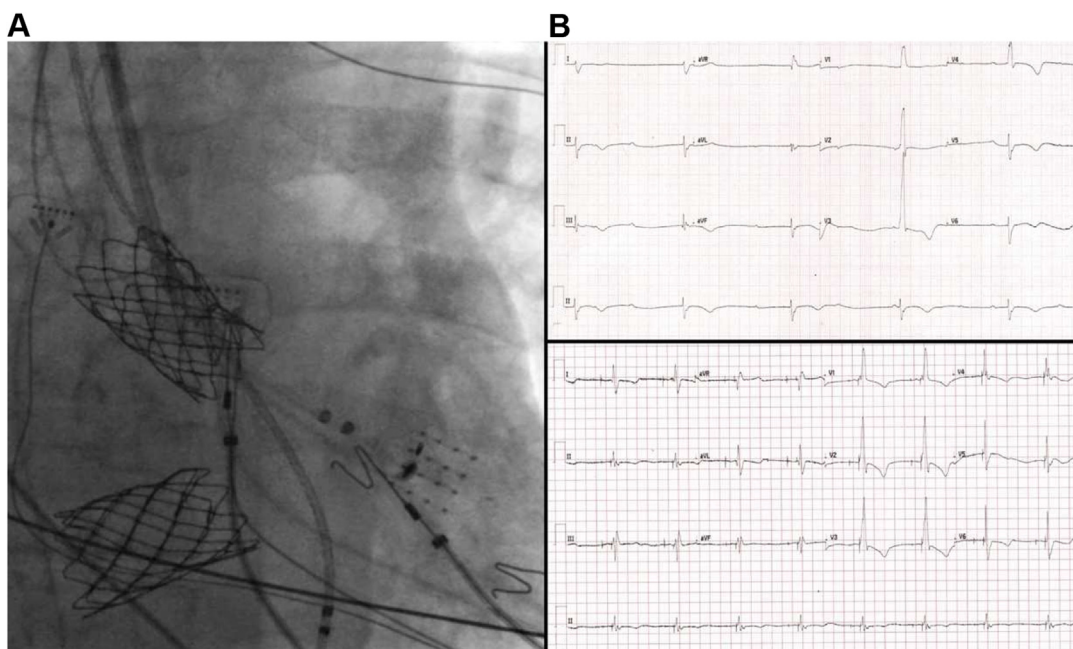 A
B
I aVR V1 V4
II aVL V2 V5
III aVF V3 V6
II
I aVR V1 V4
II aVL V2 V5
III aVF V3 V6
II